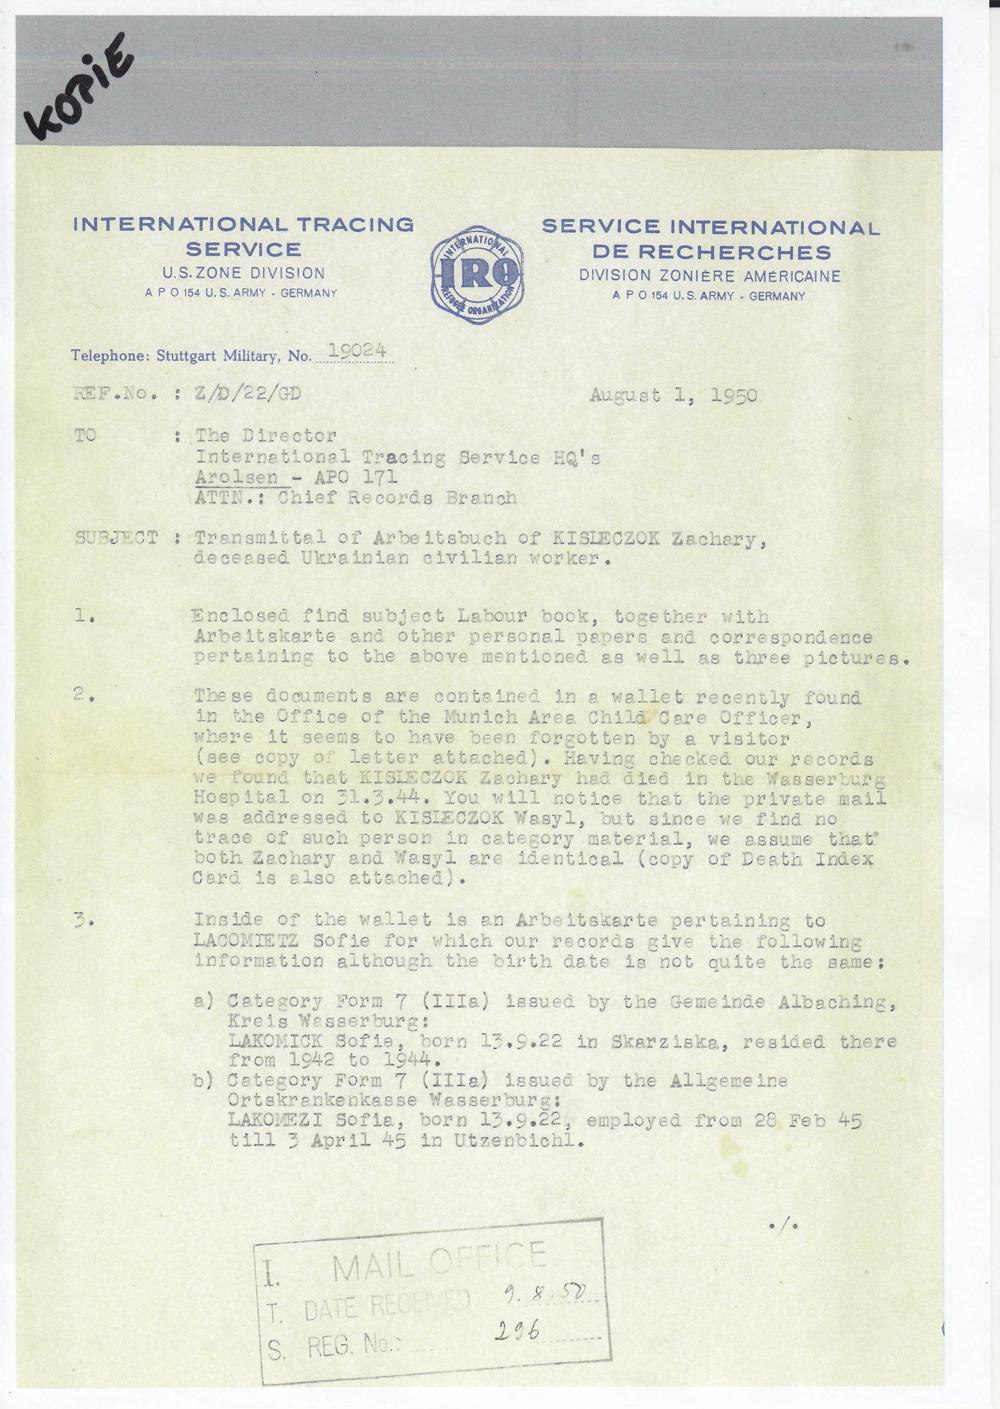 KOPIE
INTERNATIONAL TRACING
SERVICE
U.S. ZONE DIVISION
A P O 154 U. S. ARMY - GERMANY
INTERNATIONAL
IRO
REFUGEE ORGANIZATION
SERVICE INTERNATIONAL
DE RECHERCHES
DIVISION ZONIÈRE AMÉRICAINE
A P O 154 U. S. ARMY - GERMANY
Telephone: Stuttgart Military, No. 19024
REF.No. : Z/D/22/GD August 1, 1950
TO : The Director
International Tracing Service HQ's
Arolsen - APO 171
ATTN.: Chief Records Branch
SUBJECT : Transmittal of Arbeitsbuch of KISIECZOK Zachary,
deceased Ukrainian civilian worker.
1. Enclosed find subject Labour book, together with
Arbeitskarte and other personal papers and correspondence
pertaining to the above mentioned as well as three pictures.
2. These documents are contained in a wallet recently found
in the Office of the Munich Area Child Care Officer,
where it seems to have been forgotten by a visitor
(see copy of letter attached). Having checked our records
we found that KISIECZOK Zachary had died in the Wasserburg
Hospital on 31.3.44. You will notice that the private mail
was addressed to KISIECZOK Wasyl, but since we find no
trace of such person in category material, we assume that
both Zachary and Wasyl are identical (copy of Death Index
Card is also attached).
3. Inside of the wallet is an Arbeitskarte pertaining to
LACOMIETZ Sofie for which our records give the following
information although the birth date is not quite the same:
a) Category Form 7 (IIIa) issued by the Gemeinde Albaching,
Kreis Wasserburg:
LAKOMICK Sofie, born 13.9.22 in Skarziska, resided there
from 1942 to 1944.
b) Category Form 7 (IIIa) issued by the Allgemeine
Ortskrankenkasse Wasserburg:
LAKOMEZI Sofia, born 13.9.22, employed from 28 Feb 45
till 3 April 45 in Utzenbichl.
./.
I. MAIL OFFICE
T. DATE RECEIVED 9. 8. 50
S. REG. No.: 296